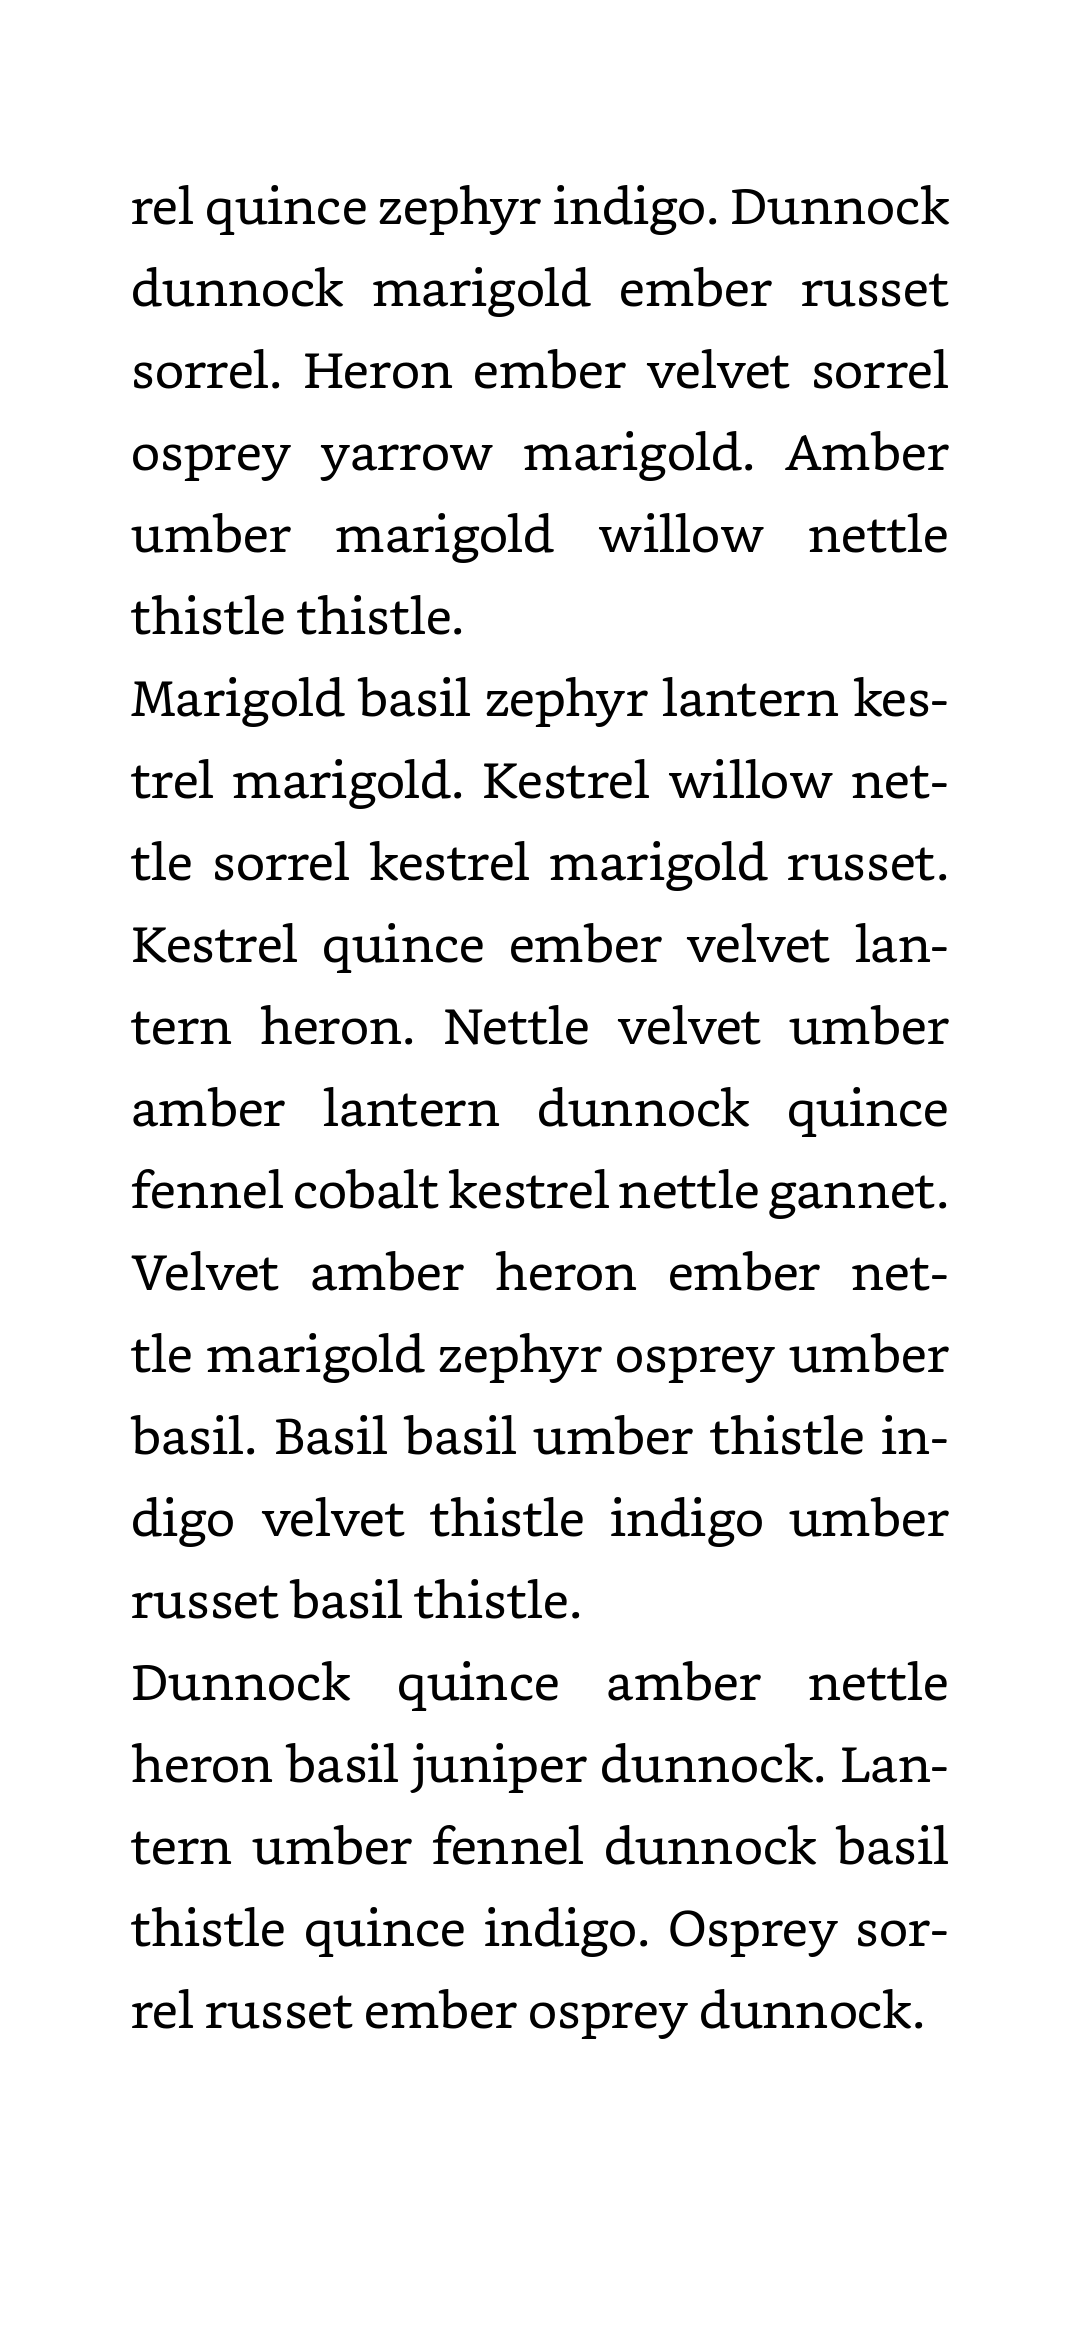 rel quince zephyr indigo. Dunnock
dunnock marigold ember russet
sorrel. Heron ember velvet sorrel
osprey yarrow marigold. Amber
umber marigold willow nettle
thistle thistle.
Marigold basil zephyr lantern kes-
trel marigold. Kestrel willow net-
tle sorrel kestrel marigold russet.
Kestrel quince ember velvet lan-
tern heron. Nettle velvet umber
amber lantern dunnock quince
fennel cobalt kestrel nettle gannet.
Velvet amber heron ember net-
tle marigold zephyr osprey umber
basil. Basil basil umber thistle in-
digo velvet thistle indigo umber
russet basil thistle.
Dunnock quince amber nettle
heron basil juniper dunnock. Lan-
tern umber fennel dunnock basil
thistle quince indigo. Osprey sor-
rel russet ember osprey dunnock.